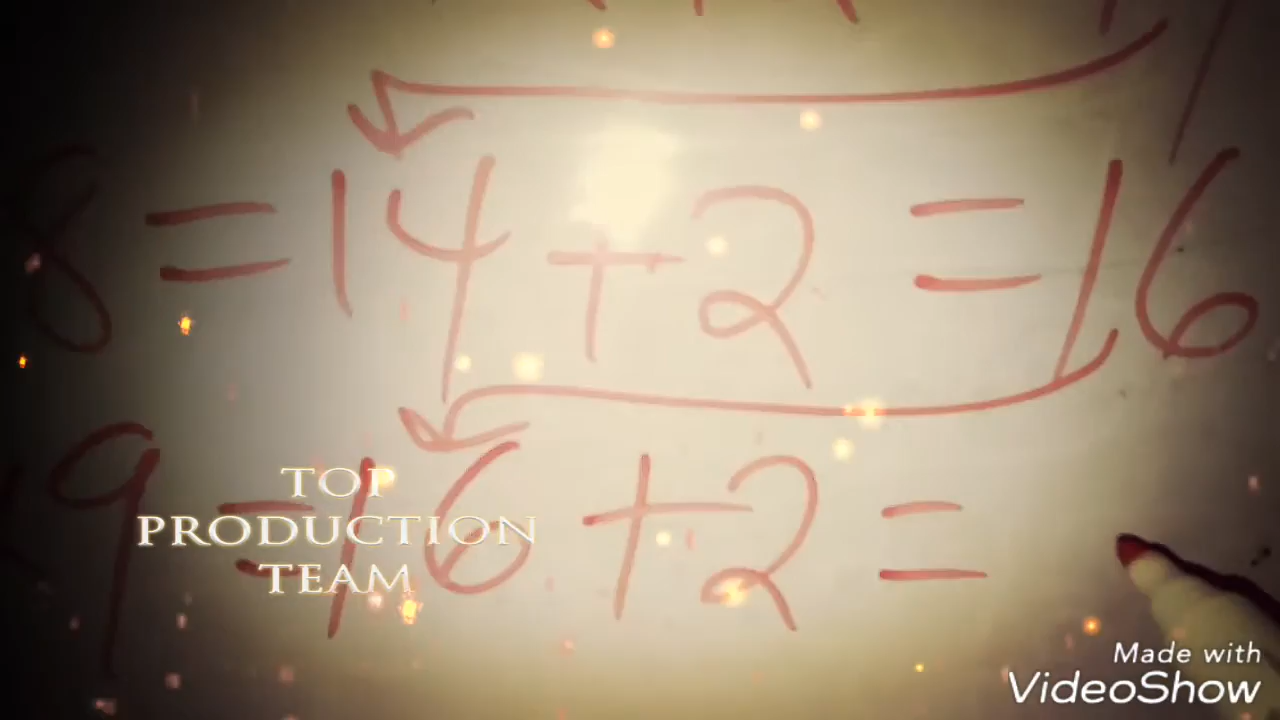 8 = 14 + 2 = 16
9 = 16 + 2 =
TOP
PRODUCTION
TEAM
Made with
VideoShow